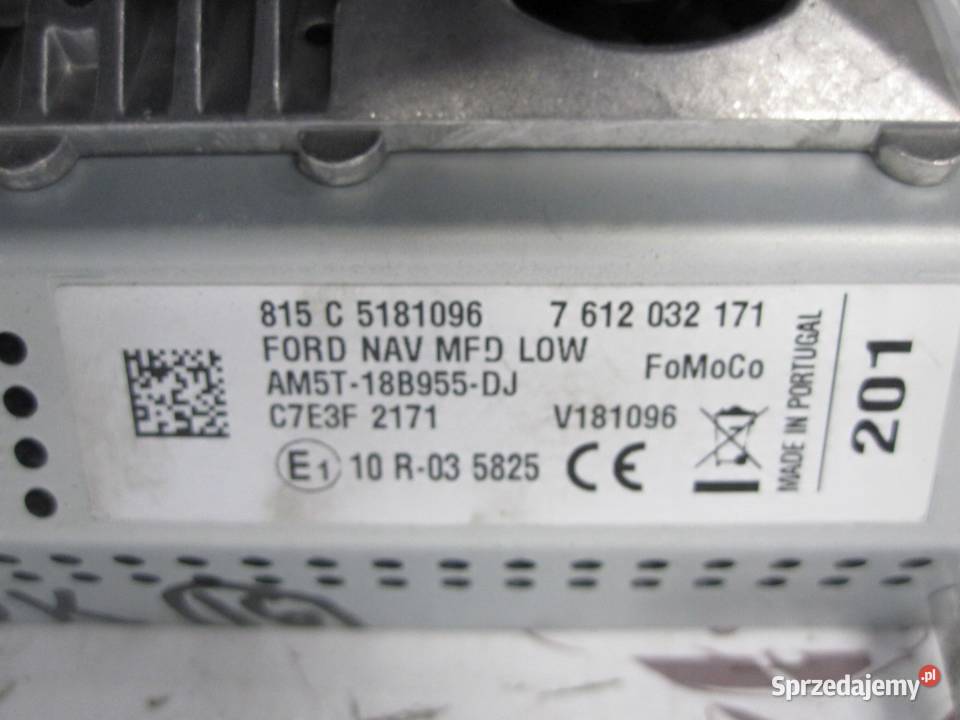 815 C 5181096 7 612 032 171
FORD NAV MFD LOW
FoMoCo
AM5T-18B955-DJ
C7E3F 2171 V181096
E1 10 R-03 5825 CE
MADE IN PORTUGAL
201
Sprzedajemy.pl